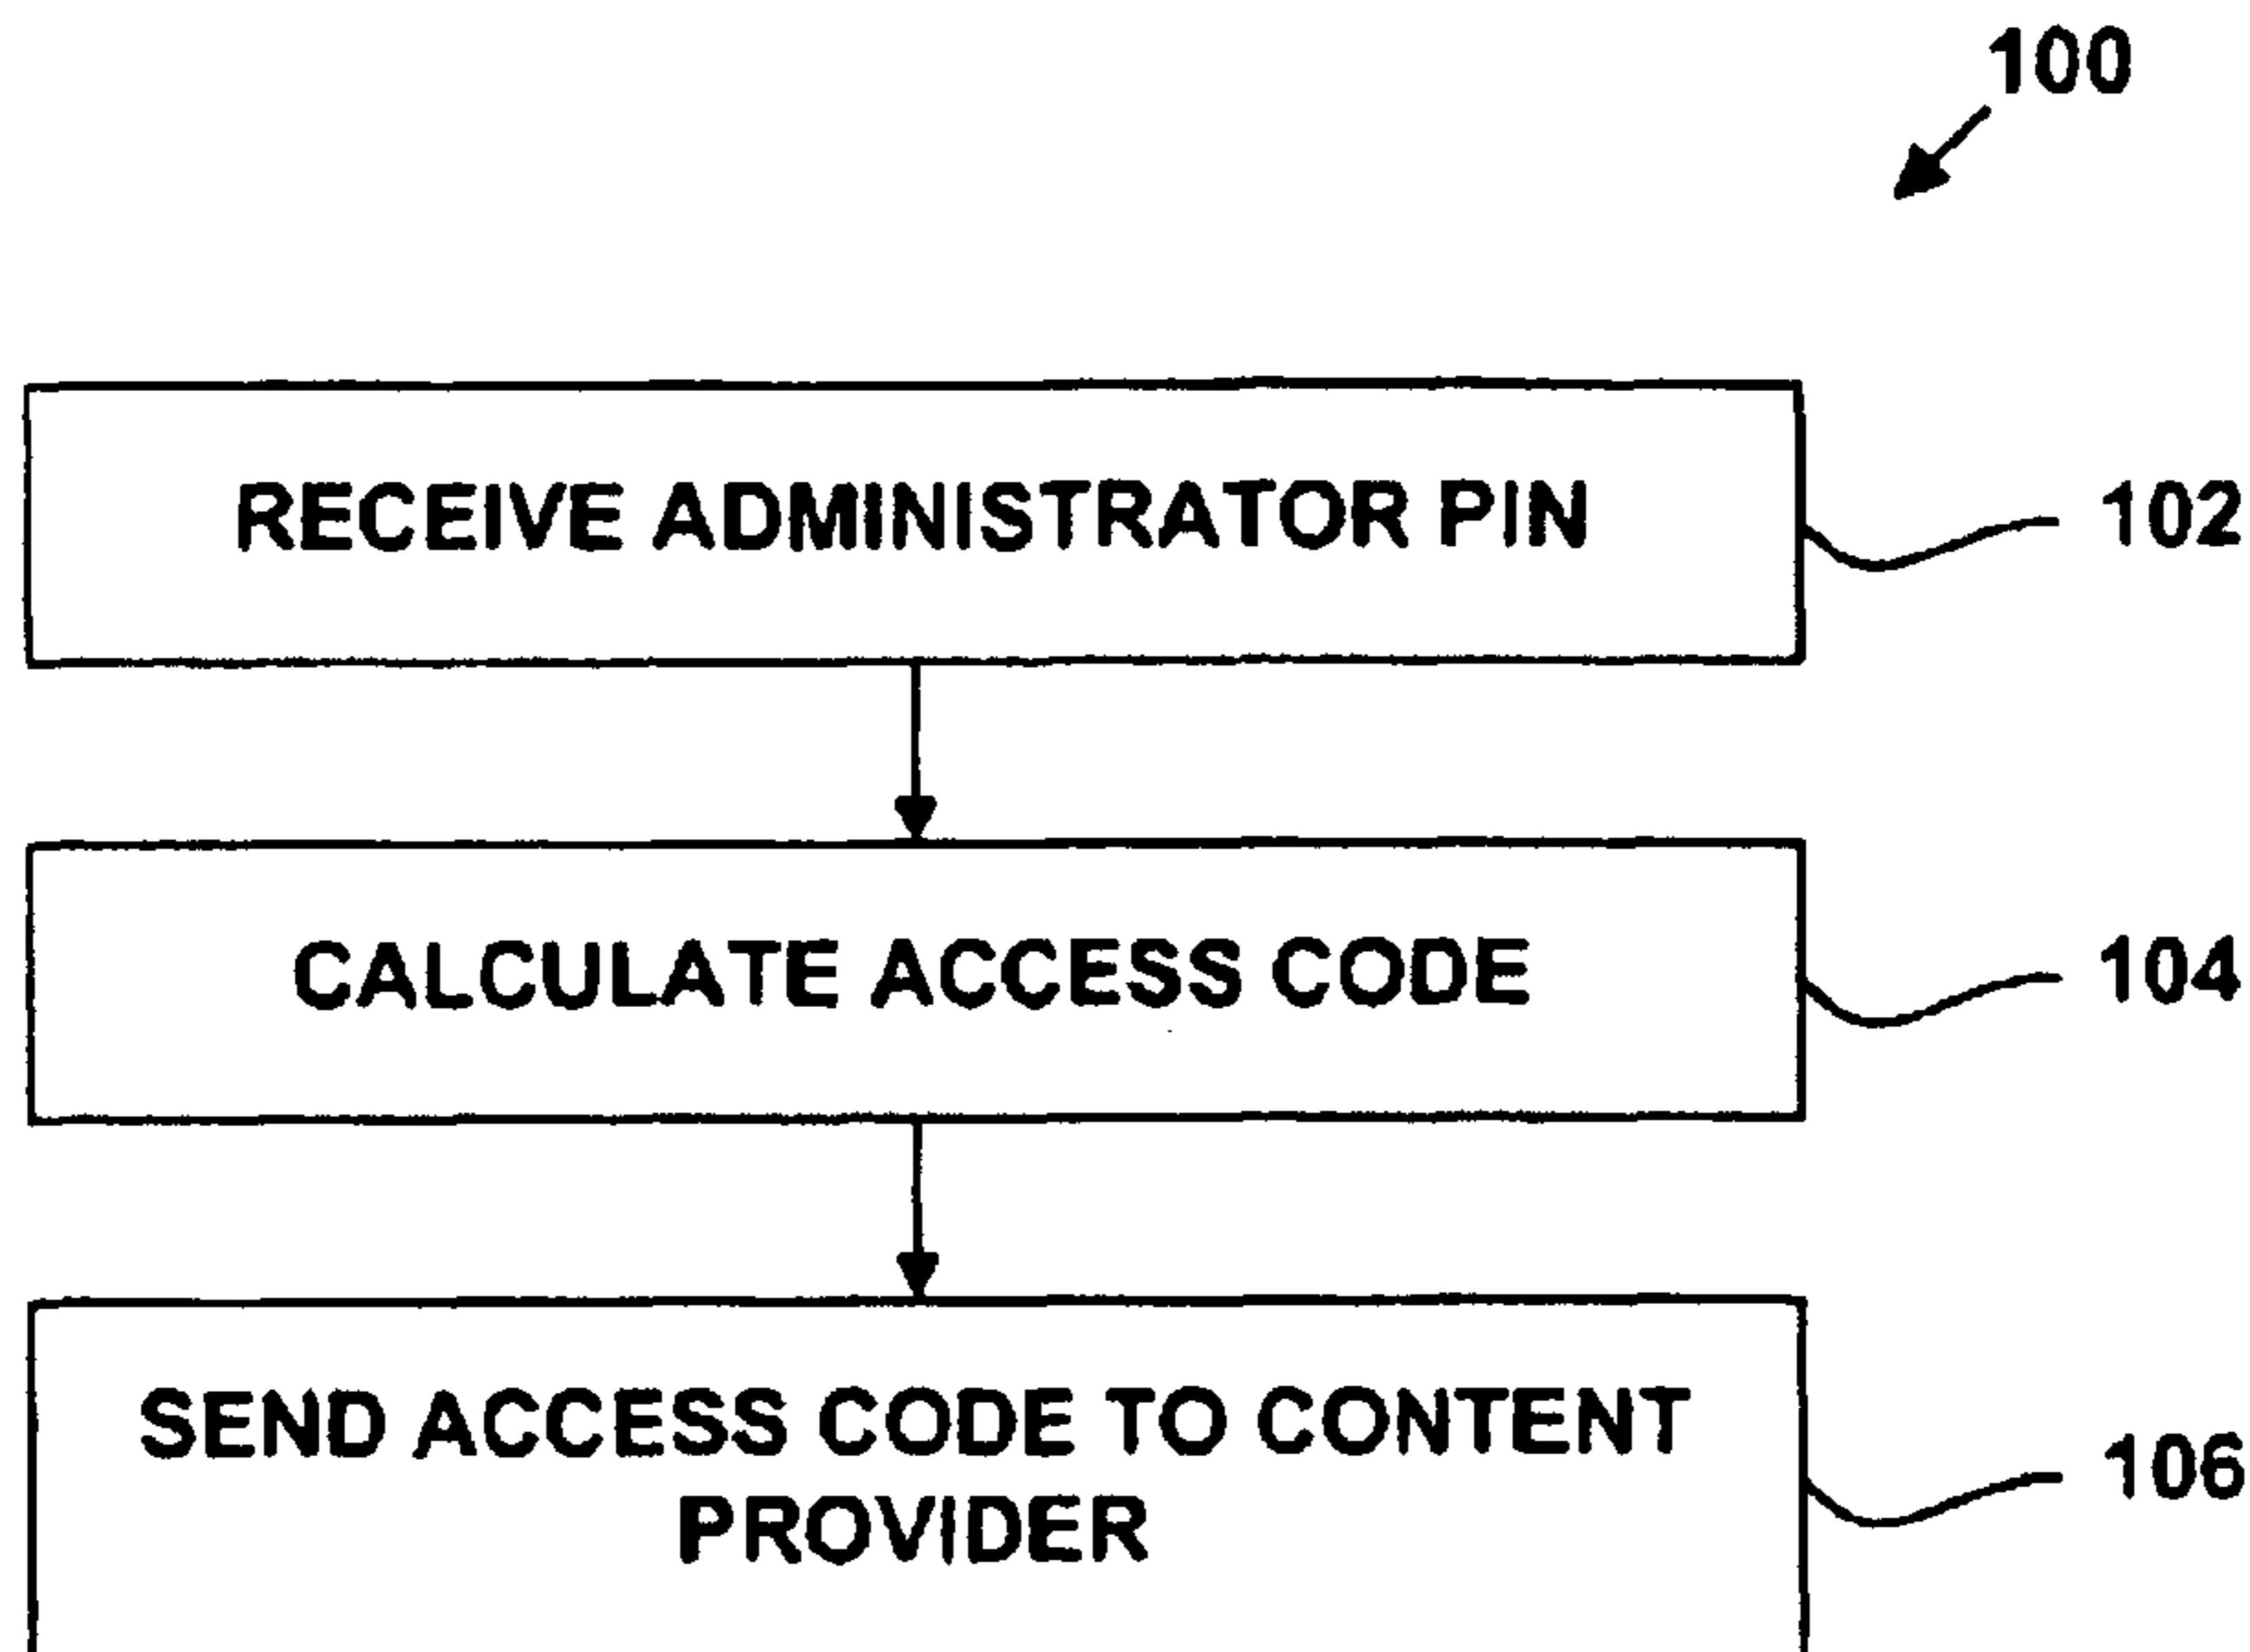 100
RECEIVE ADMINISTRATOR PIN
102
CALCULATE ACCESS CODE
104
SEND ACCESS CODE TO CONTENT
PROVIDER
106